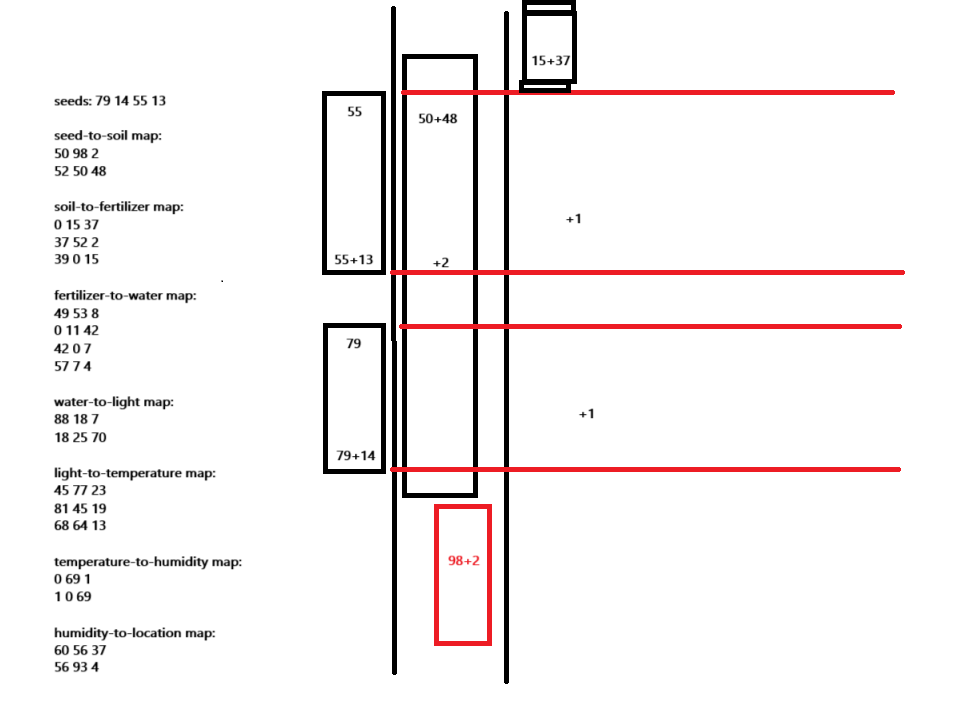 seeds: 79 14 55 13
seed-to-soil map:
50 98 2
52 50 48
soil-to-fertilizer map:
0 15 37
37 52 2
39 0 15
fertilizer-to-water map:
49 53 8
0 11 42
42 0 7
57 7 4
water-to-light map:
88 18 7
18 25 70
light-to-temperature map:
45 77 23
81 45 19
68 64 13
temperature-to-humidity map:
0 69 1
1 0 69
humidity-to-location map:
60 56 37
56 93 4
55
55+13
79
79+14
50+48
+2
98+2
15+37
+1
+1